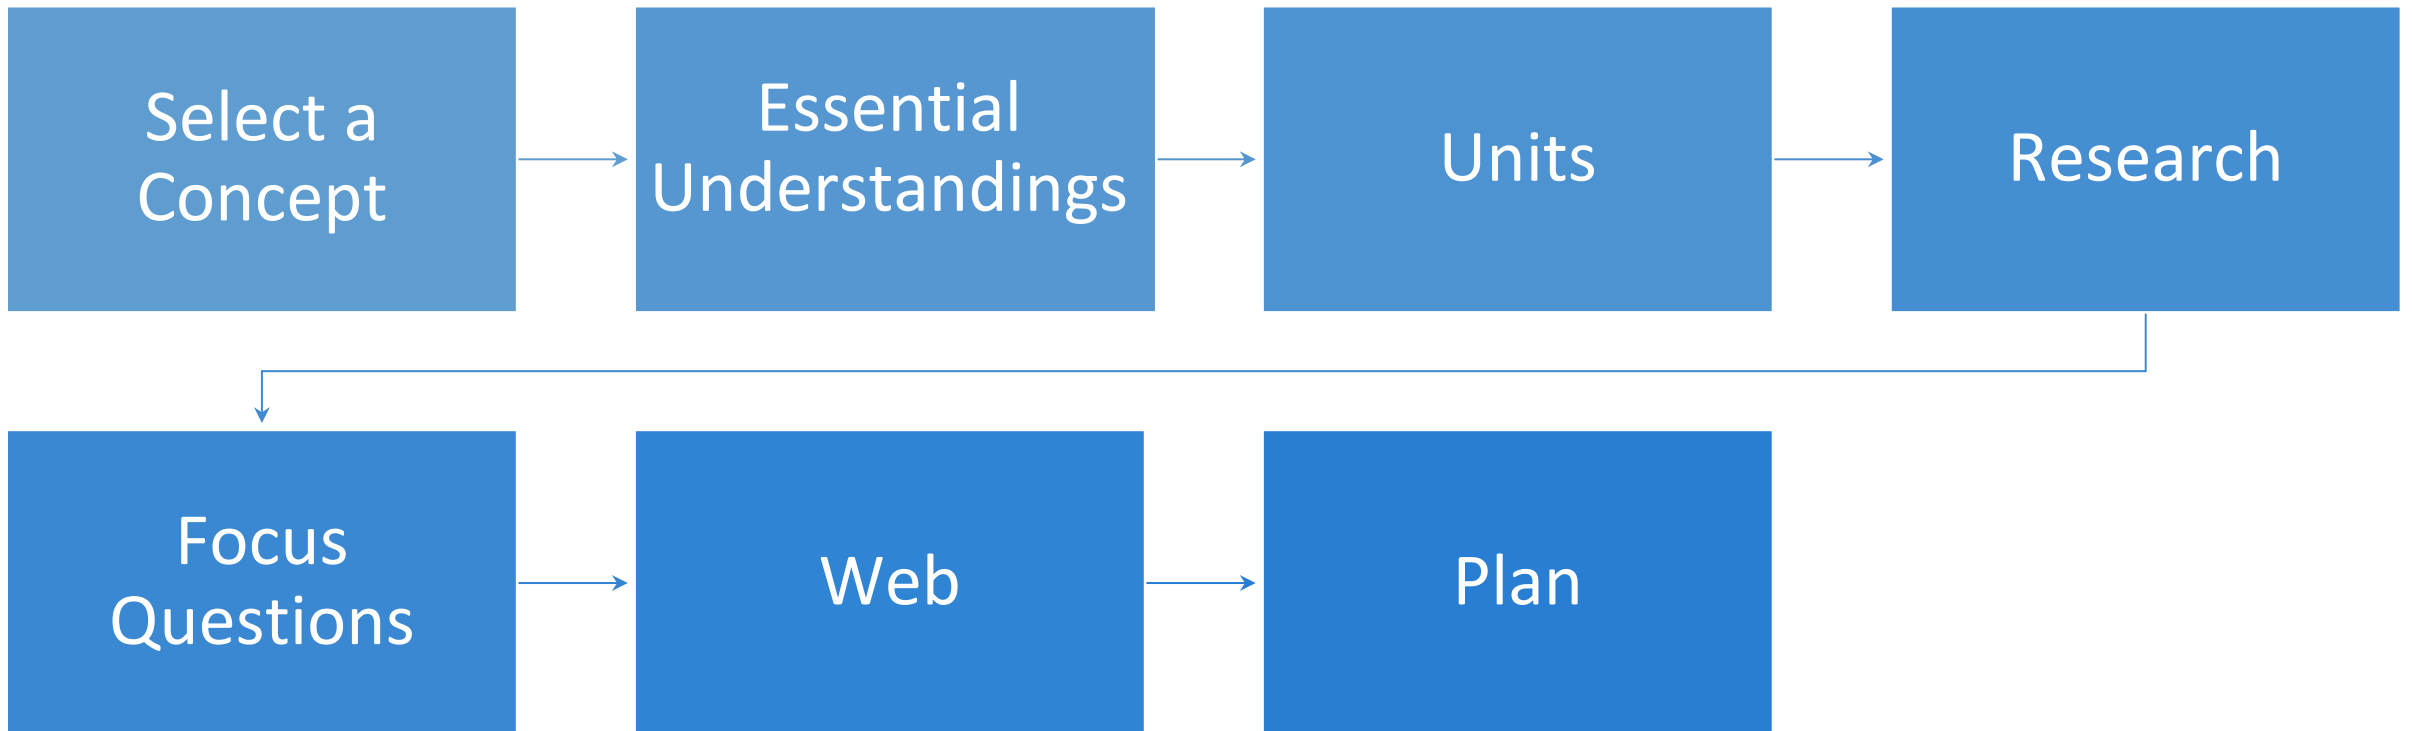 Select a
Concept
Essential
Understandings
Units
Research
Focus
Questions
Web
Plan